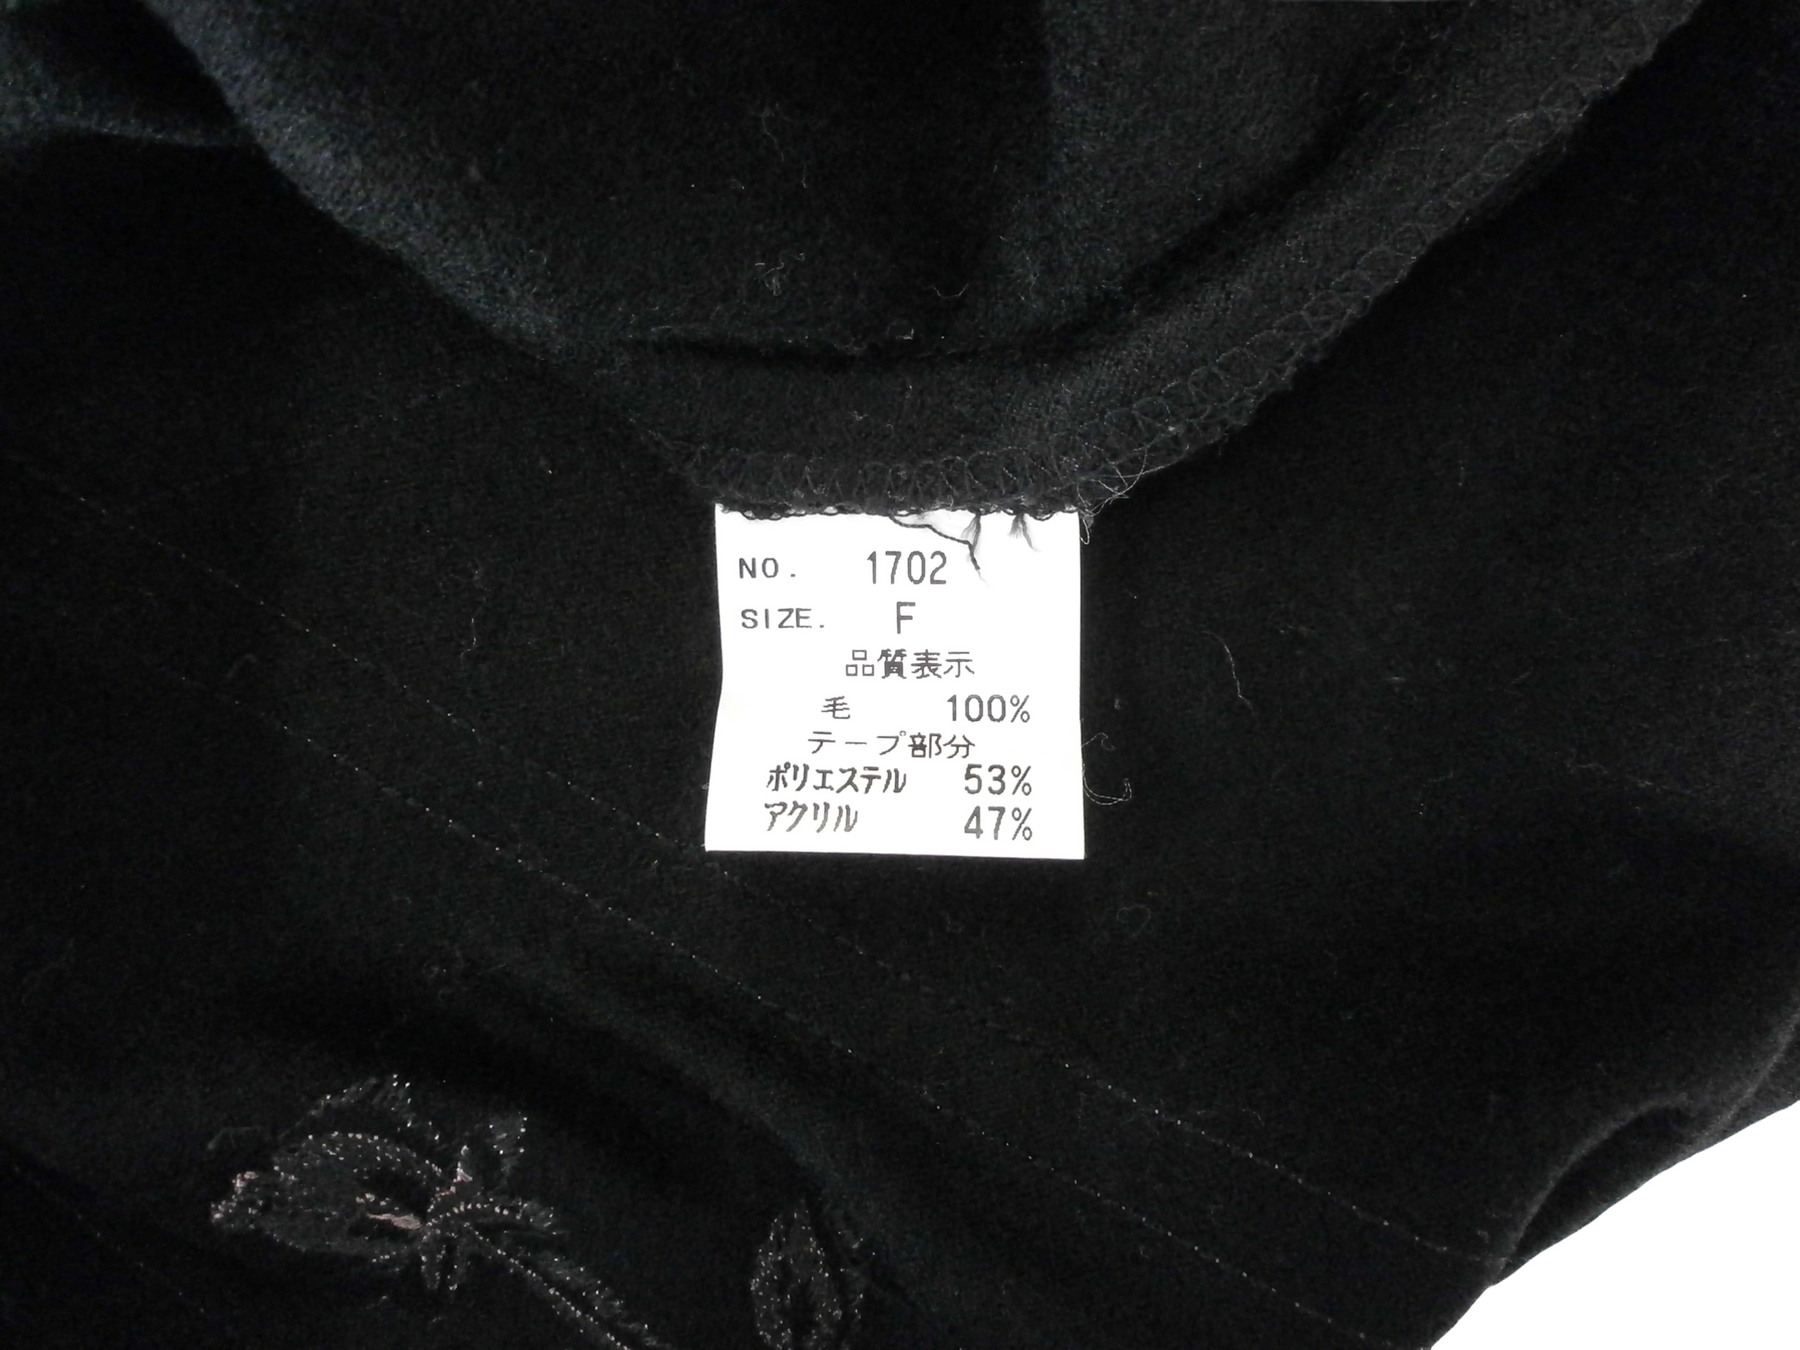 NO. 1702
SIZE. F
品質表示
毛 100%
テープ部分
ポリエステル 53%
アクリル 47%